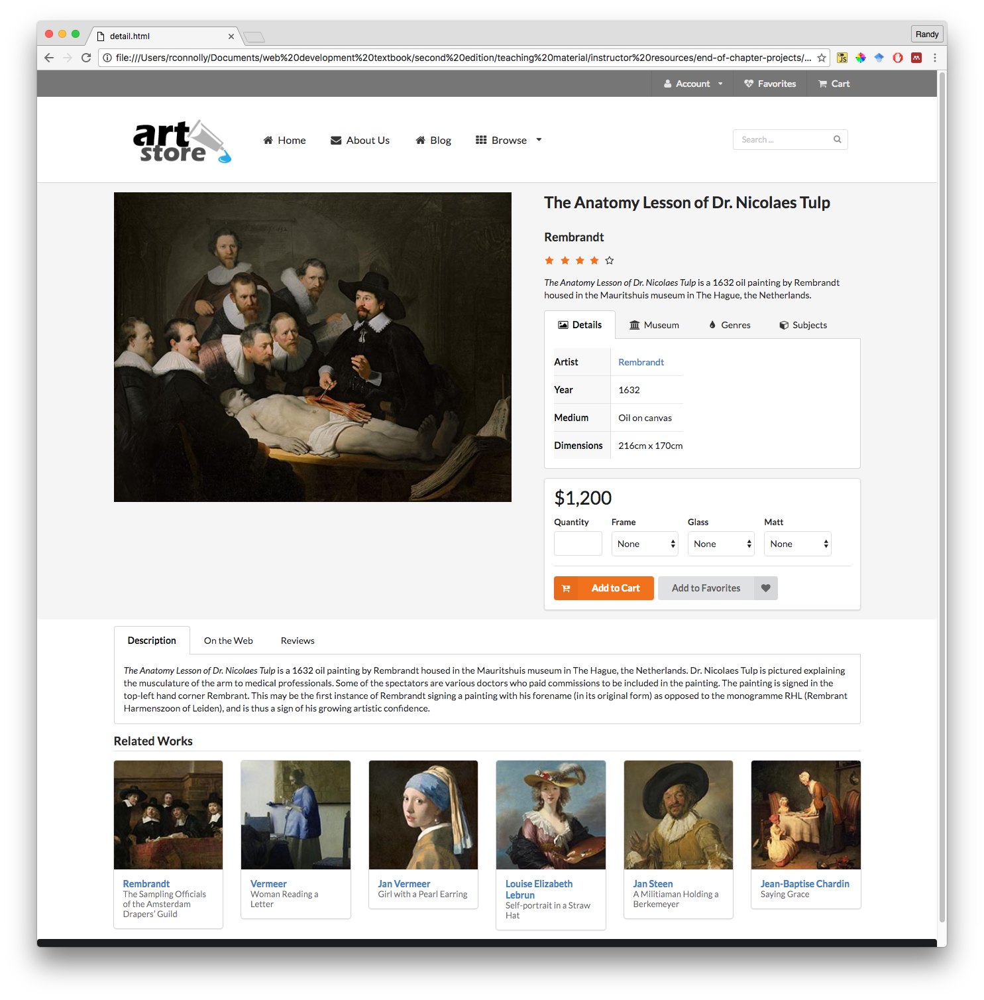 detail.html
Randy
file:///Users/rconnolly/Documents/web%20development%20textbook/second%20edition/teaching%20material/instructor%20resources/end-of-chapter-projects/...
JS
Account
Favorites
Cart
art
store
Home
About Us
Blog
Browse
Search ...
The Anatomy Lesson of Dr. Nicolaes Tulp
Rembrandt
The Anatomy Lesson of Dr. Nicolaes Tulp is a 1632 oil painting by Rembrandt
housed in the Mauritshuis museum in The Hague, the Netherlands.
Details
Museum
Genres
Subjects
Artist Rembrandt
Year 1632
Medium Oil on canvas
Dimensions 216cm x 170cm
$1,200
Quantity Frame Glass Matt
None None None
Add to Cart
Add to Favorites
Description
On the Web
Reviews
The Anatomy Lesson of Dr. Nicolaes Tulp is a 1632 oil painting by Rembrandt housed in the Mauritshuis museum in The Hague, the Netherlands. Dr. Nicolaes Tulp is pictured explaining
the musculature of the arm to medical professionals. Some of the spectators are various doctors who paid commissions to be included in the painting. The painting is signed in the
top-left hand corner Rembrant. This may be the first instance of Rembrandt signing a painting with his forename (in its original form) as opposed to the monogramme RHL (Rembrant
Harmenszoon of Leiden), and is thus a sign of his growing artistic confidence.
Related Works
Rembrandt
The Sampling Officials
of the Amsterdam
Drapers' Guild
Vermeer
Woman Reading a
Letter
Jan Vermeer
Girl with a Pearl Earring
Louise Elizabeth
Lebrun
Self-portrait in a Straw
Hat
Jan Steen
A Militiaman Holding a
Berkemeyer
Jean-Baptise Chardin
Saying Grace